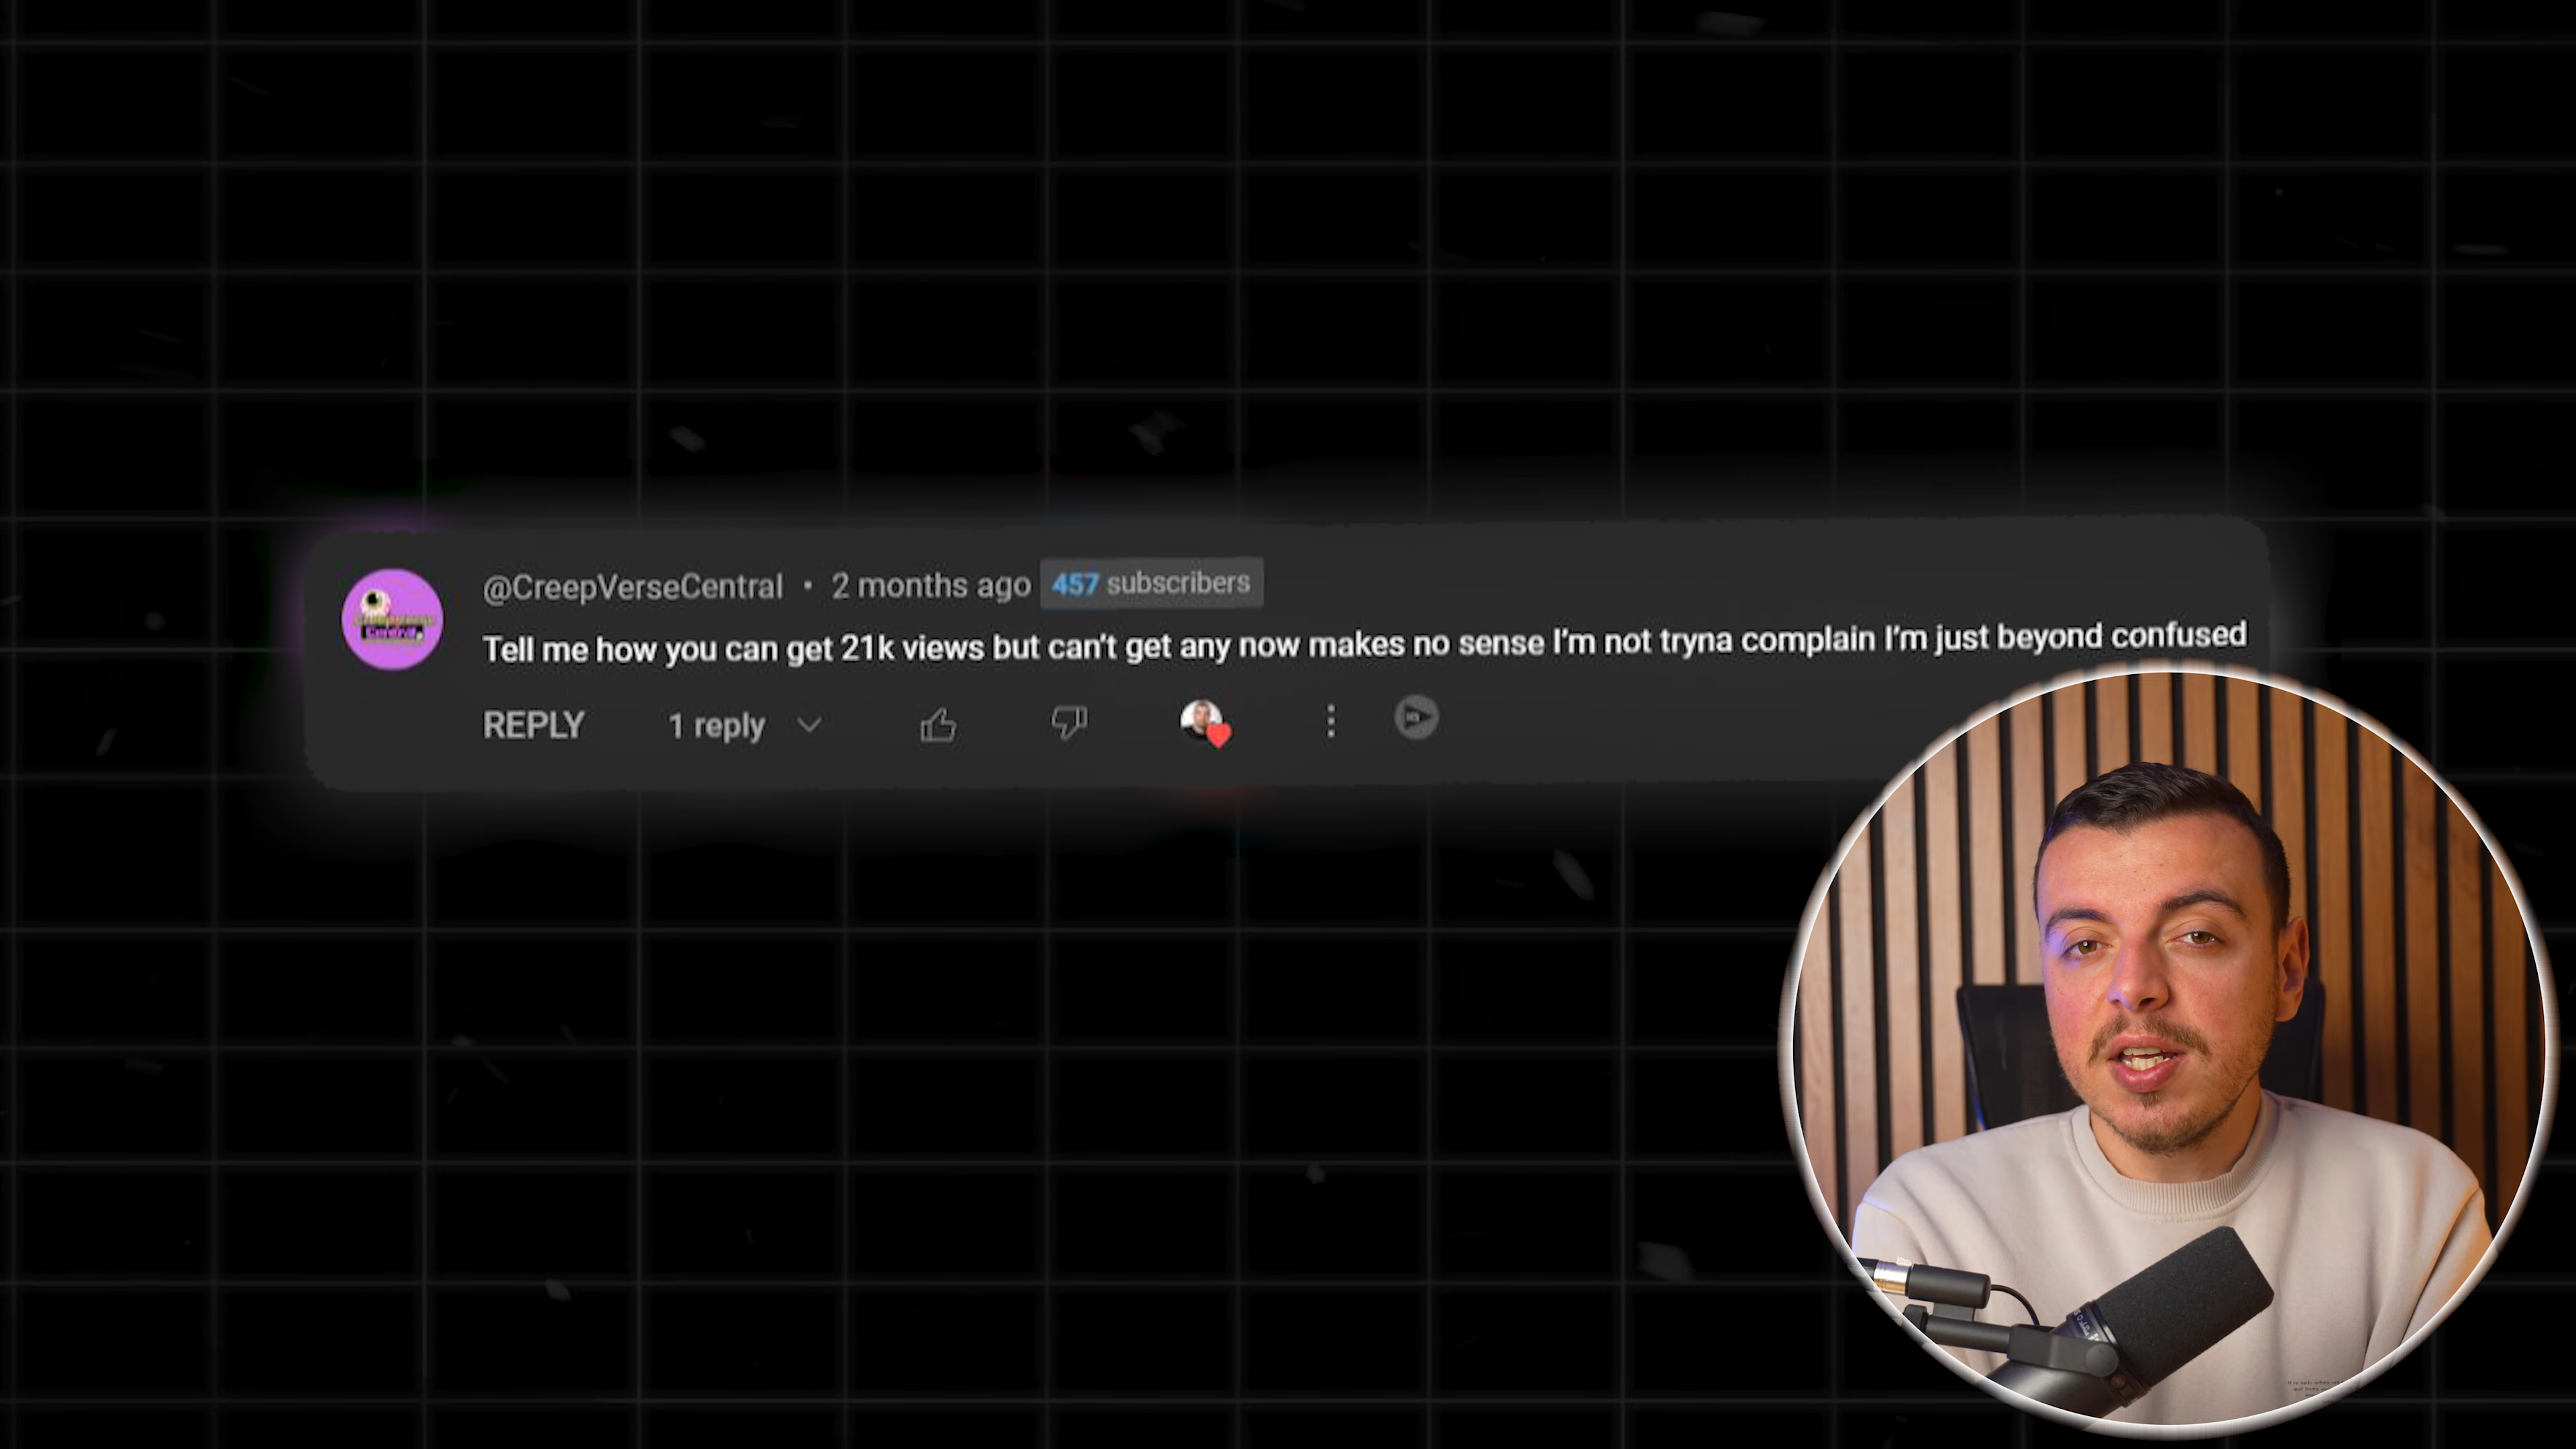 @CreepVerseCentral • 2 months ago 457 subscribers
Tell me how you can get 21k views but can't get any now makes no sense I'm not tryna complain I'm just beyond confused
REPLY 1 reply